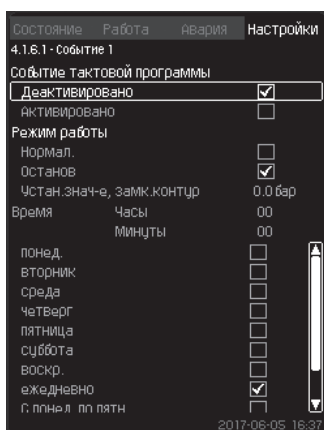 Состояние Работа Авария Настройки
4.1.6.1 - Событие 1
Событие тактовой программы
Деактивировано
Активировано
Режим работы
Нормал.
Останов
Устан.знач-е, замк.контур 0.0 бар
Время Часы 00
Минуты 00
понед.
вторник
среда
четверг
пятница
суббота
воскр.
ежедневно
С понед. по пятн
2017-06-05 16:37